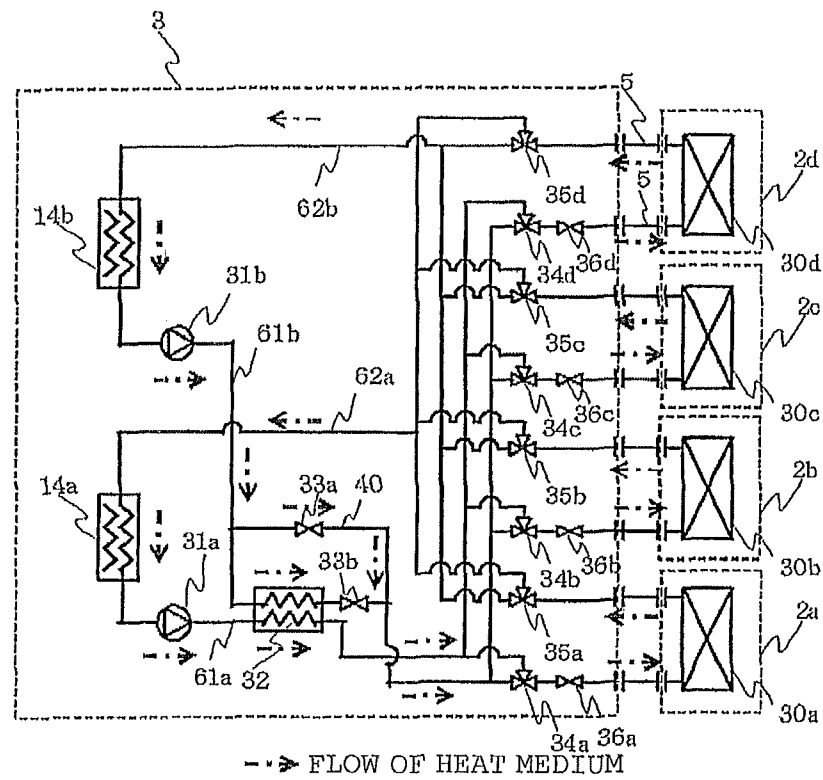 3
5
35d
2d
62b
5
14b
34d
36d
30d
31b
2c
61b
35c
62a
34c
36c
30c
14a
33a
40
35b
2b
31a
33b
34b
36b
30b
2a
35a
61a
32
34a
36a
30a
FLOW OF HEAT MEDIUM